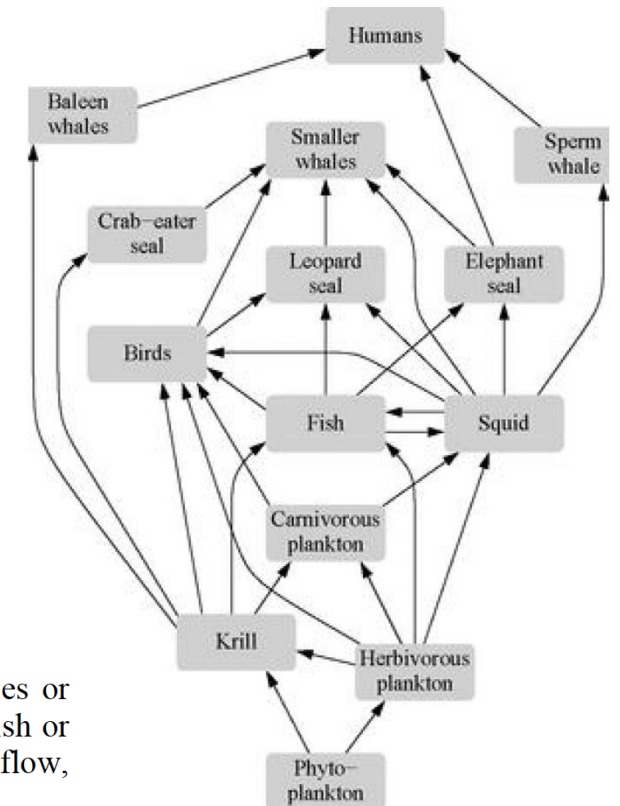 Humans
Baleen
whales
Smaller
whales
Sperm
whale
Crab-eater
seal
Leopard
seal
Elephant
seal
Birds
Fish
Squid
Carnivorous
plankton
Krill
Herbivorous
plankton
es or
sh or
flow,
Phyto-
plankton